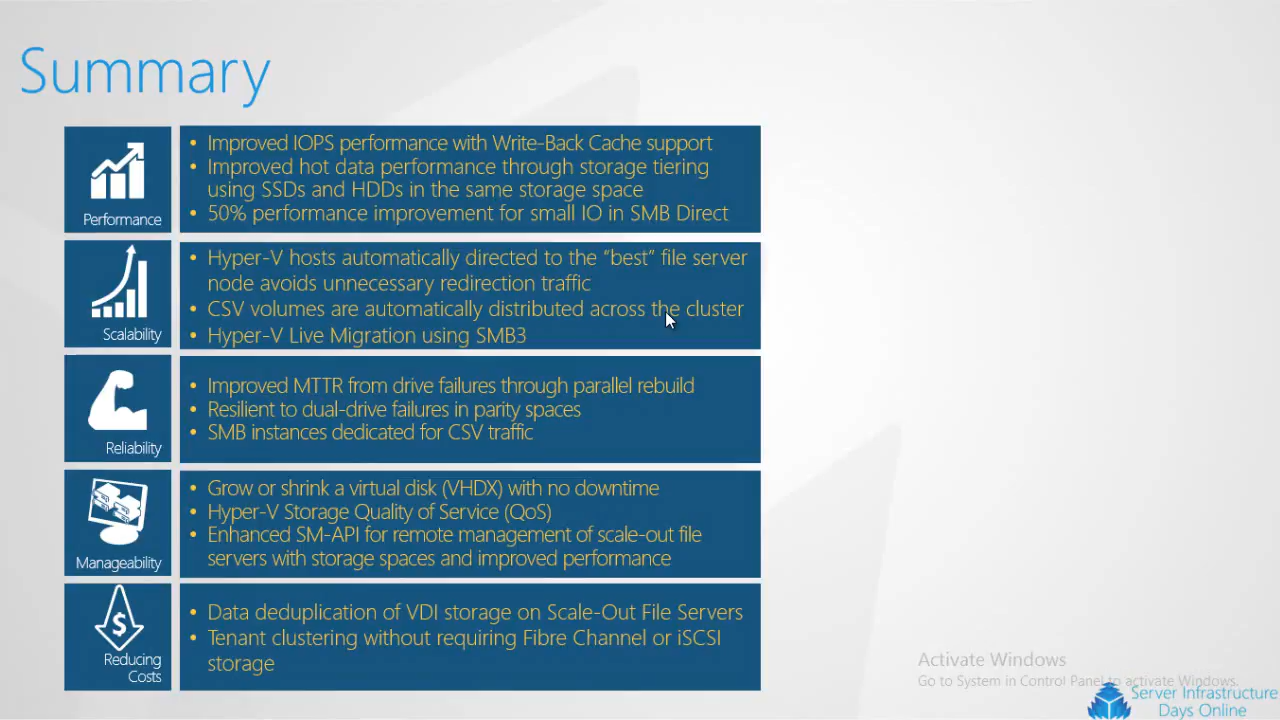 Summary
Performance
• Improved IOPS performance with Write-Back Cache support
• Improved hot data performance through storage tiering
using SSDs and HDDs in the same storage space
• 50% performance improvement for small IO in SMB Direct
Scalability
• Hyper-V hosts automatically directed to the “best” file server
node avoids unnecessary redirection traffic
• CSV volumes are automatically distributed across the cluster
• Hyper-V Live Migration using SMB3
Reliability
• Improved MTTR from drive failures through parallel rebuild
• Resilient to dual-drive failures in parity spaces
• SMB instances dedicated for CSV traffic
Manageability
• Grow or shrink a virtual disk (VHDX) with no downtime
• Hyper-V Storage Quality of Service (QoS)
• Enhanced SM-API for remote management of scale-out file
servers with storage spaces and improved performance
$
Reducing
Costs
• Data deduplication of VDI storage on Scale-Out File Servers
• Tenant clustering without requiring Fibre Channel or iSCSI
storage
Activate Windows
Go to System in Control Panel to activate Windows.
Server Infrastructure
Days Online